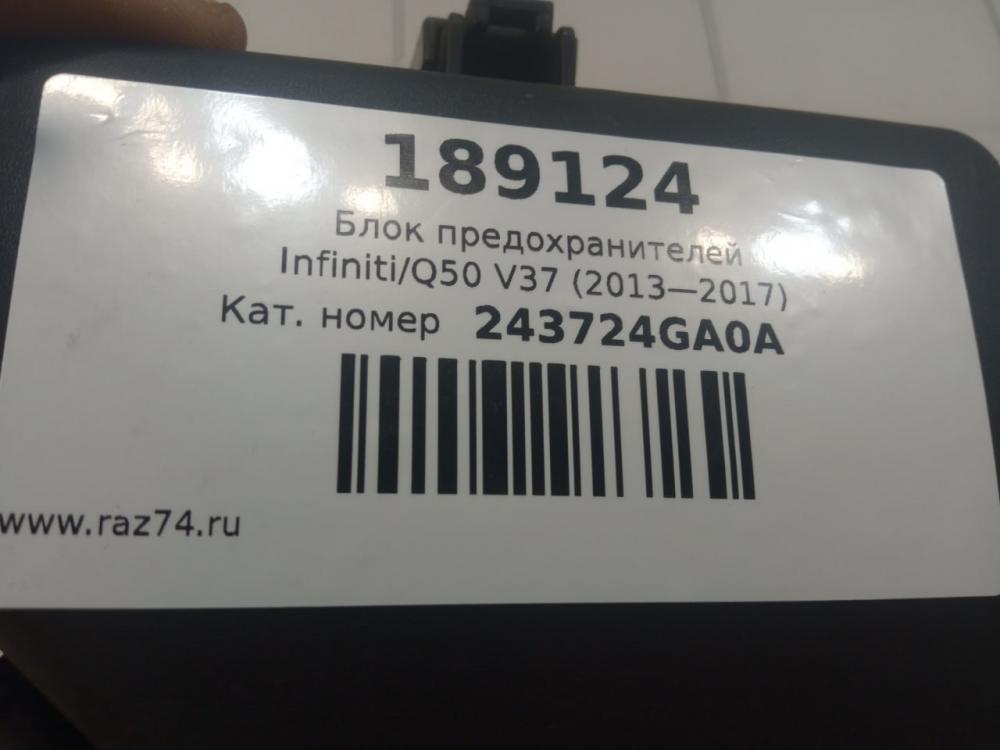 189124
Блок предохранителей
Infiniti/Q50 V37 (2013—2017)
Кат. номер 243724GA0A
www.raz74.ru